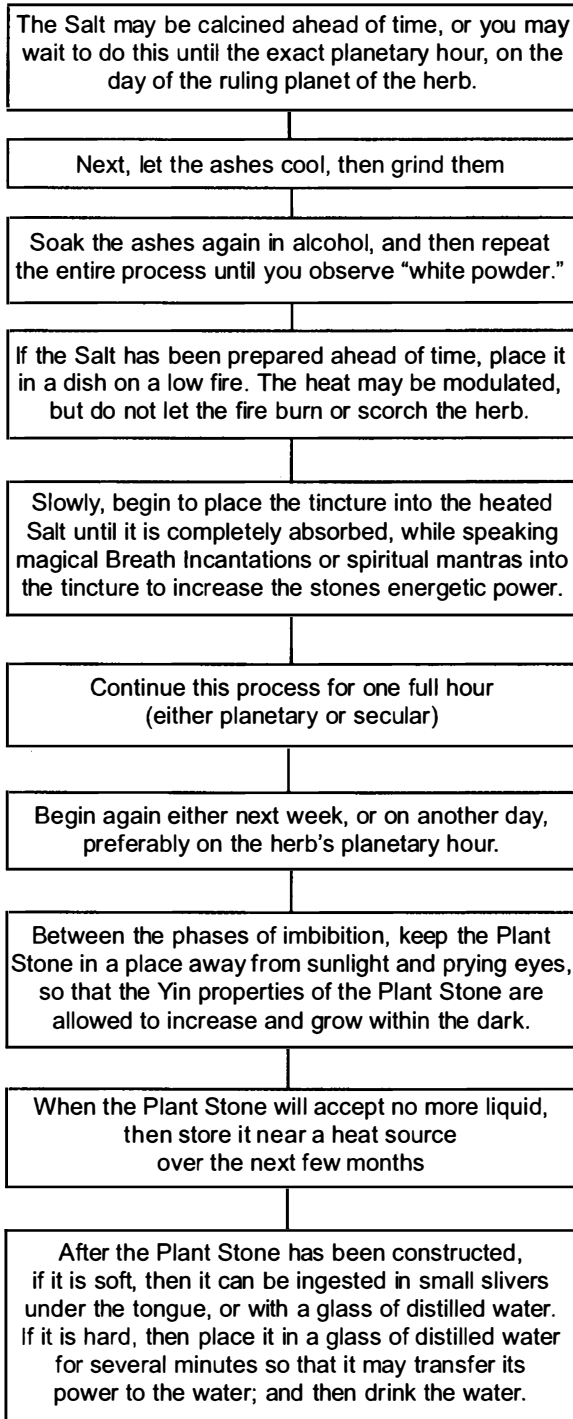 The Salt may be calcined ahead of time, or you may
wait to do this until the exact planetary hour, on the
day of the ruling planet of the herb.
Next, let the ashes cool, then grind them
Soak the ashes again in alcohol, and then repeat
the entire process until you observe “white powder.”
If the Salt has been prepared ahead of time, place it
in a dish on a low fire. The heat may be modulated,
but do not let the fire burn or scorch the herb.
Slowly, begin to place the tincture into the heated
Salt until it is completely absorbed, while speaking
magical Breath Incantations or spiritual mantras into
the tincture to increase the stones energetic power.
Continue this process for one full hour
(either planetary or secular)
Begin again either next week, or on another day,
preferably on the herb’s planetary hour.
Between the phases of imbibition, keep the Plant
Stone in a place away from sunlight and prying eyes,
so that the Yin properties of the Plant Stone are
allowed to increase and grow within the dark.
When the Plant Stone will accept no more liquid,
then store it near a heat source
over the next few months
After the Plant Stone has been constructed,
if it is soft, then it can be ingested in small slivers
under the tongue, or with a glass of distilled water.
If it is hard, then place it in a glass of distilled water
for several minutes so that it may transfer its
power to the water; and then drink the water.